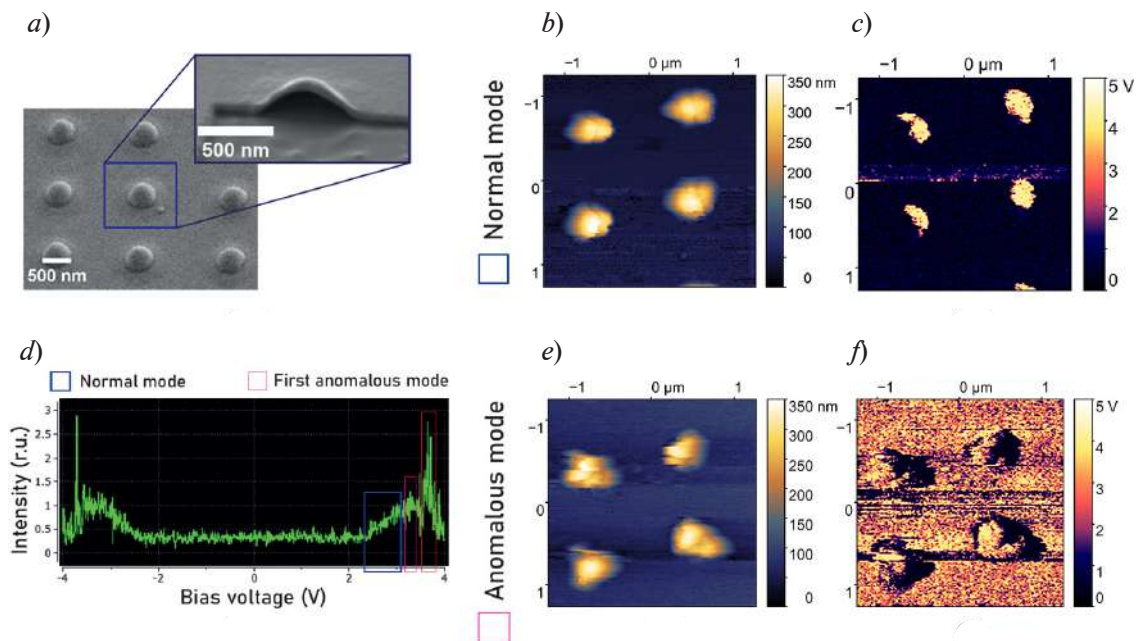 a)
500 nm
500 nm
b)
−1 0 µm 1
−1
0
1
350 nm
300
250
200
150
100
50
0
Normal mode
c)
−1 0 µm 1
−1
0
1
5 V
4
3
2
1
0
d)
Normal mode
First anomalous mode
Intensity (r.u.)
3
2.5
2
1.5
1
0.5
0
-4 -2 0 2 4
Bias voltage (V)
e)
−1 0 µm 1
−1
0
1
350 nm
300
250
200
150
100
50
0
Anomalous mode
f)
−1 0 µm 1
−1
0
1
5 V
4
3
2
1
0